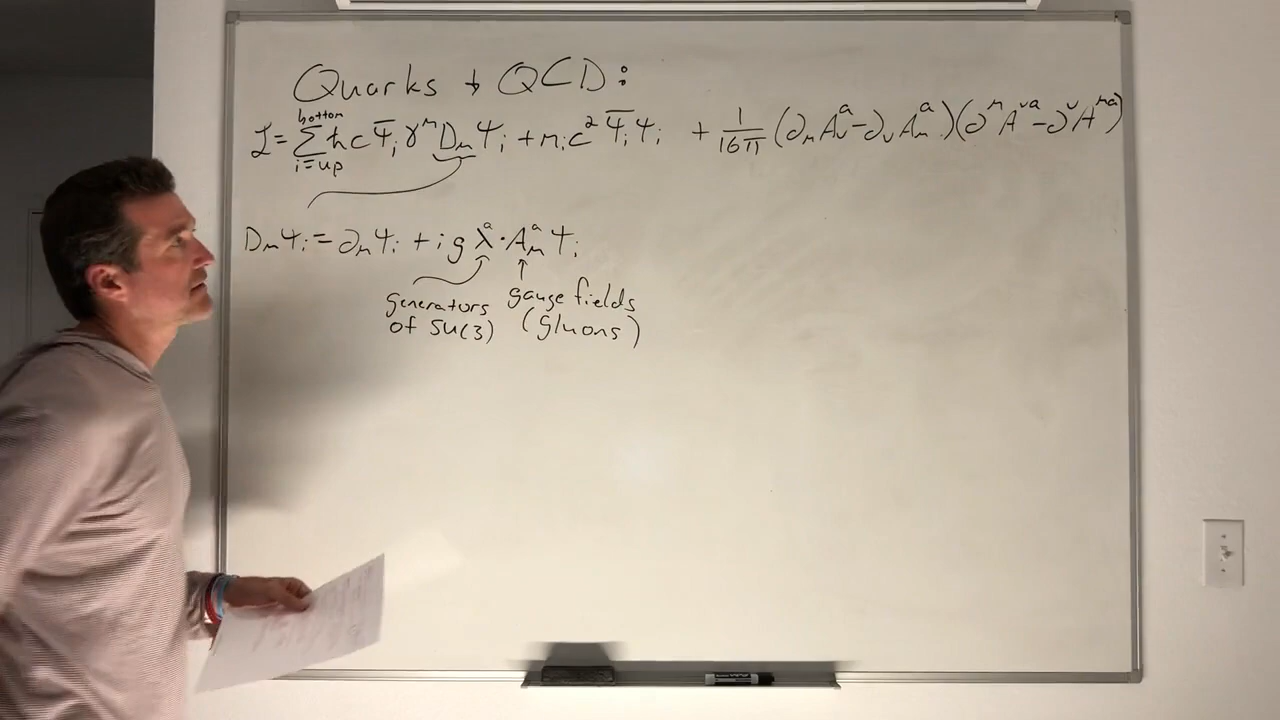 Quarks + QCD:
ℒ = ∑_{i=up}^{bottom} ħc Ψ̄_i γ^μ D_μ Ψ_i + m_i c² Ψ̄_i Ψ_i + 1/16π (∂_μ A_ν^a - ∂_ν A_μ^a)(∂^μ A^{νa} - ∂^ν A^{μa})
D_μ Ψ_i = ∂_μ Ψ_i + i g λ^a · A_μ^a Ψ_i
generators of su(3)
gauge fields (gluons)